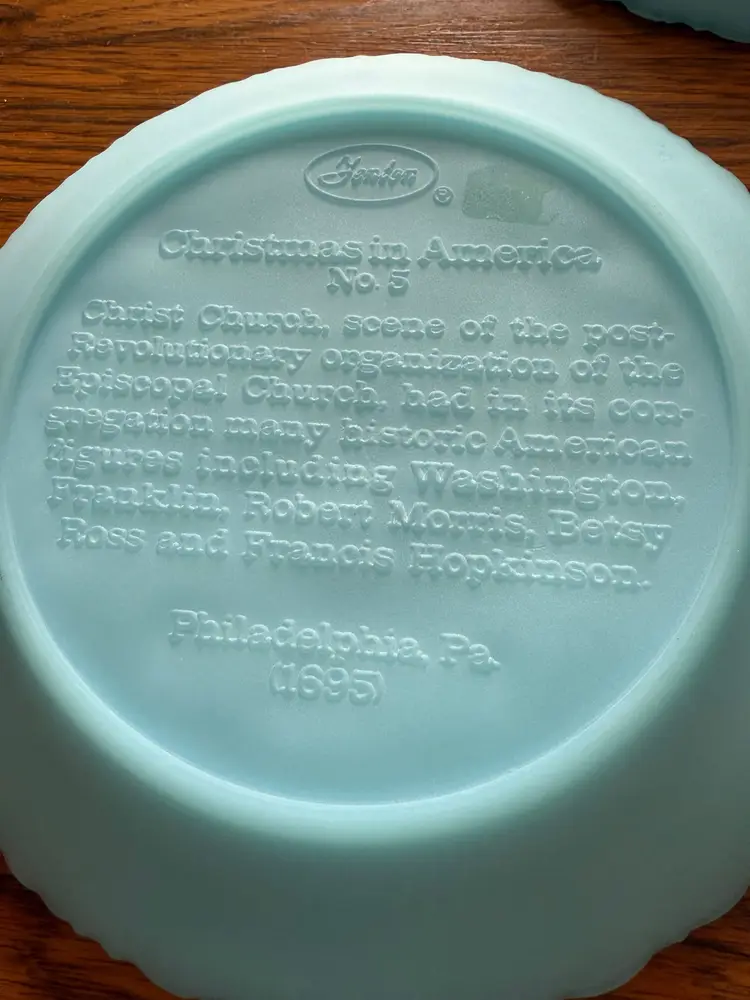 Fenton ®
Christmas in America
No. 5
Christ Church, scene of the post-
Revolutionary organization of the
Episcopal Church, had in its con-
gregation many historic American
figures including Washington,
Franklin, Robert Morris, Betsy
Ross and Francis Hopkinson.
Philadelphia, Pa.
(1695)